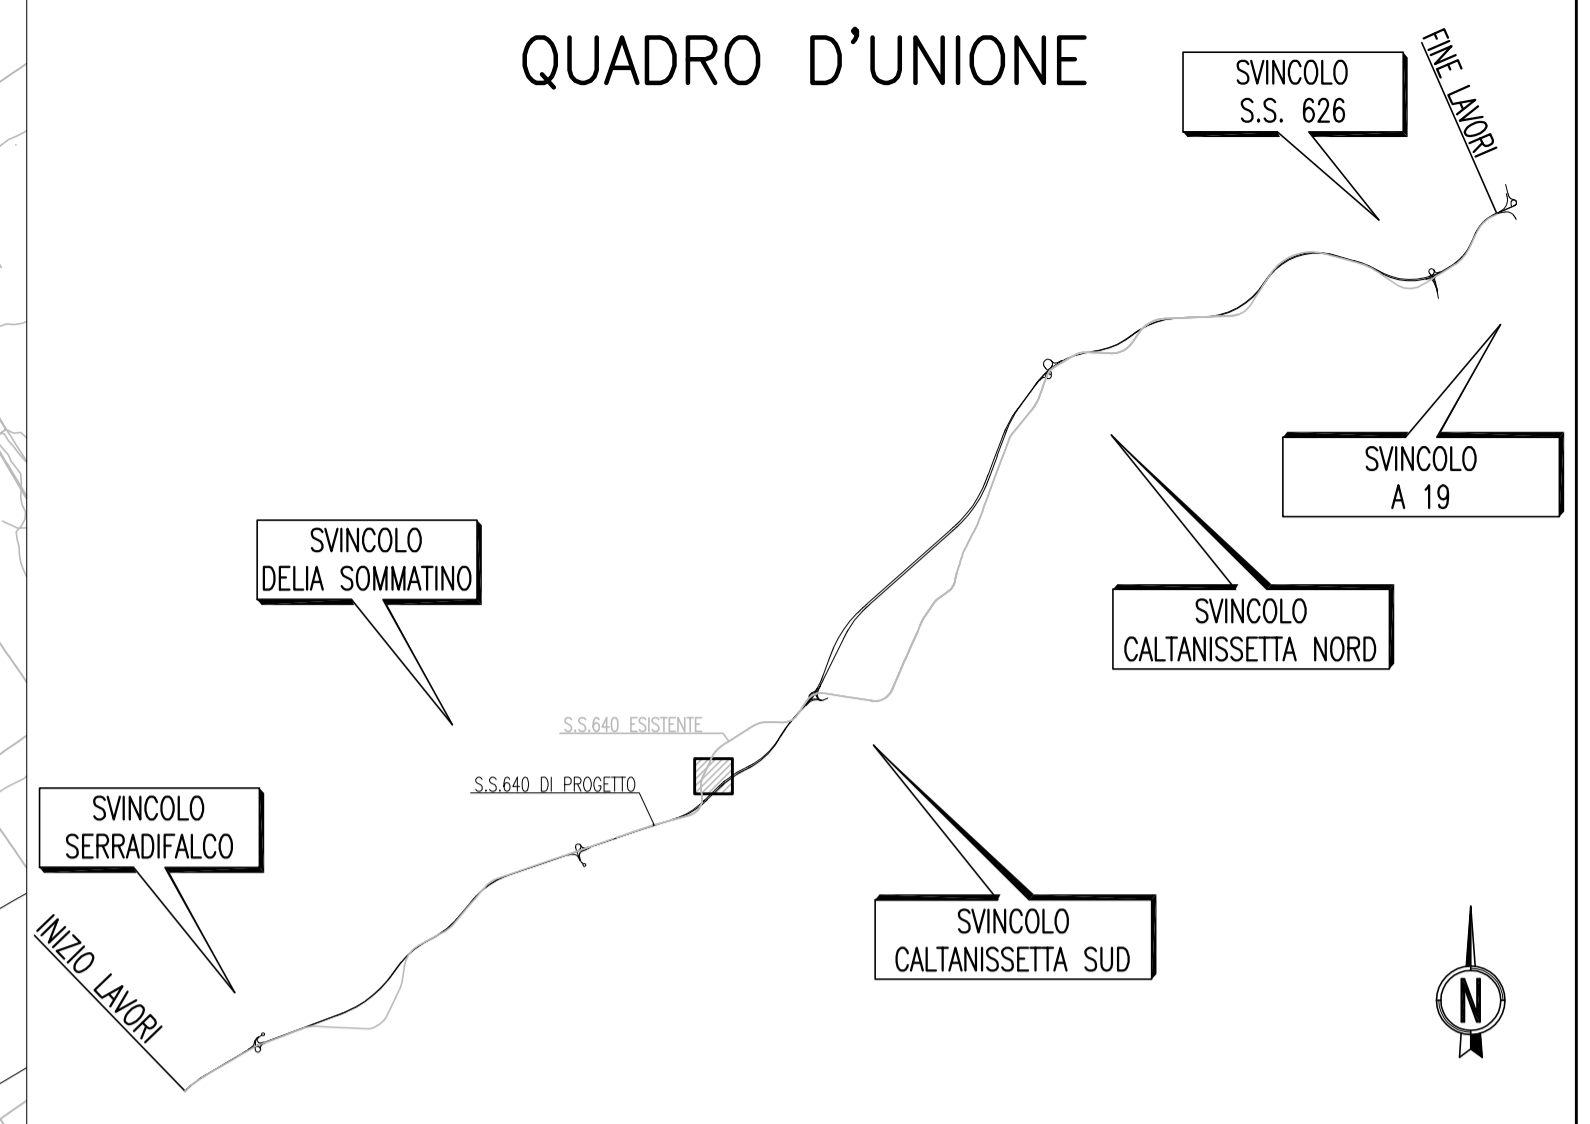 QUADRO D'UNIONE
SVINCOLO
S.S. 626
FINE LAVORI
SVINCOLO
A 19
SVINCOLO
DELIA SOMMATINO
SVINCOLO
CALTANISSETTA NORD
S.S.640 ESISTENTE
S.S.640 DI PROGETTO
SVINCOLO
SERRADIFALCO
SVINCOLO
CALTANISSETTA SUD
INIZIO LAVORI
N